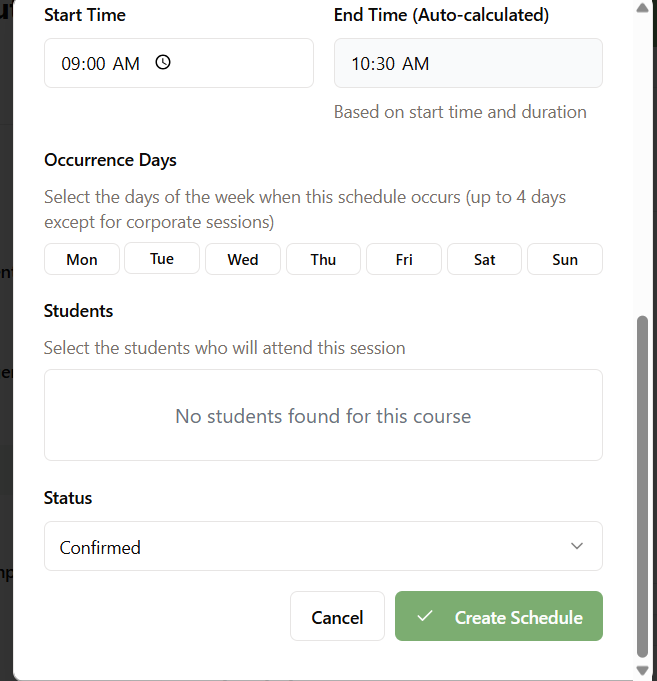 Start Time
End Time (Auto-calculated)
09:00 AM
10:30 AM
Based on start time and duration
Occurrence Days
Select the days of the week when this schedule occurs (up to 4 days
except for corporate sessions)
Mon Tue Wed Thu Fri Sat Sun
Students
Select the students who will attend this session
No students found for this course
Status
Confirmed
Cancel
Create Schedule